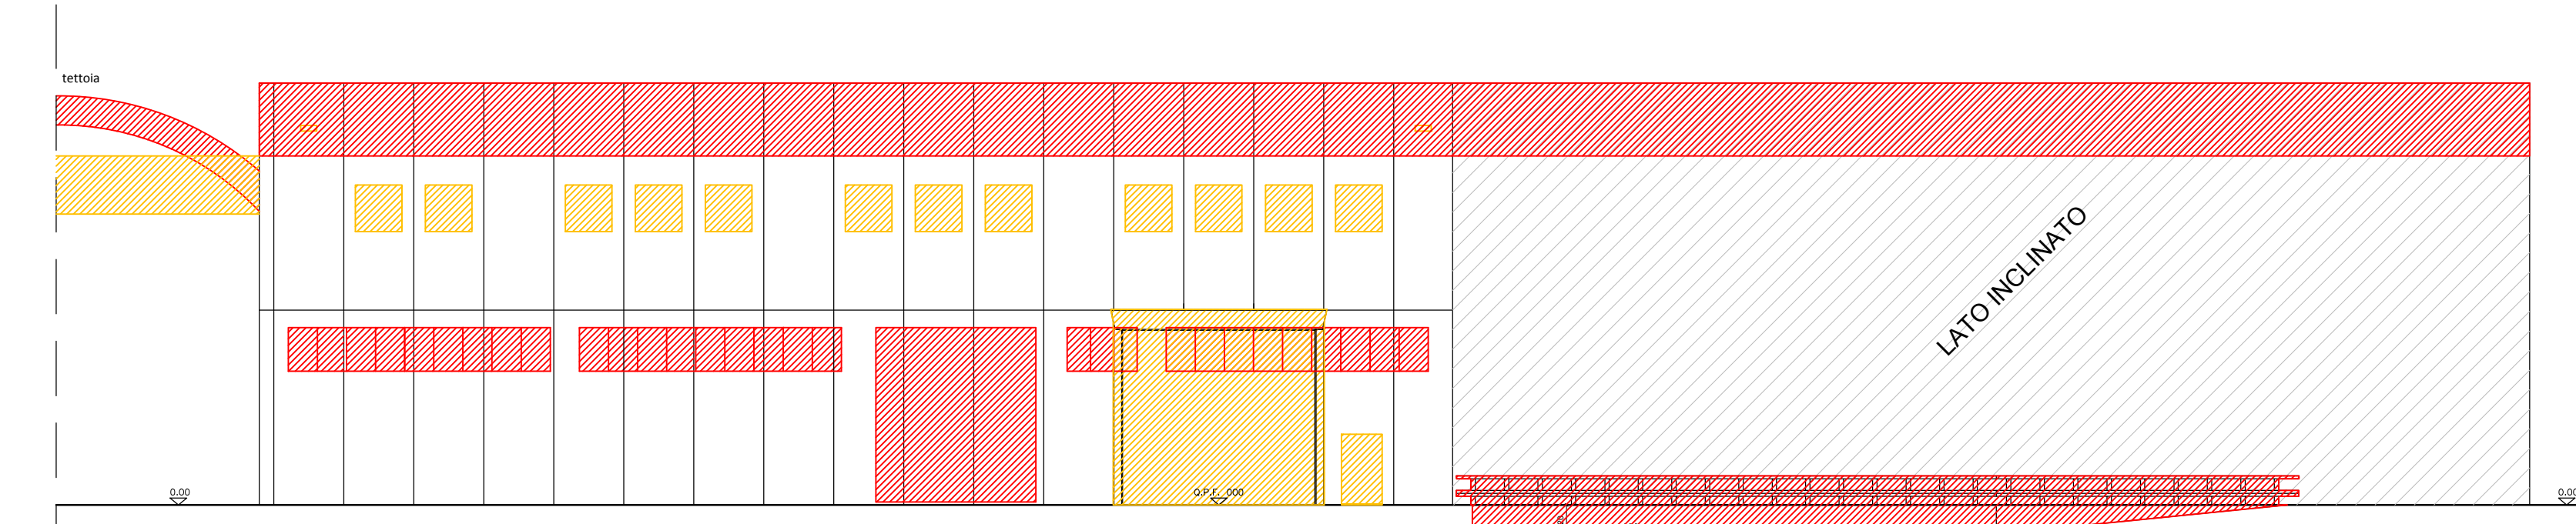 tettoia
LATO INCLINATO
0.00
Q.P.F. 000
0.00